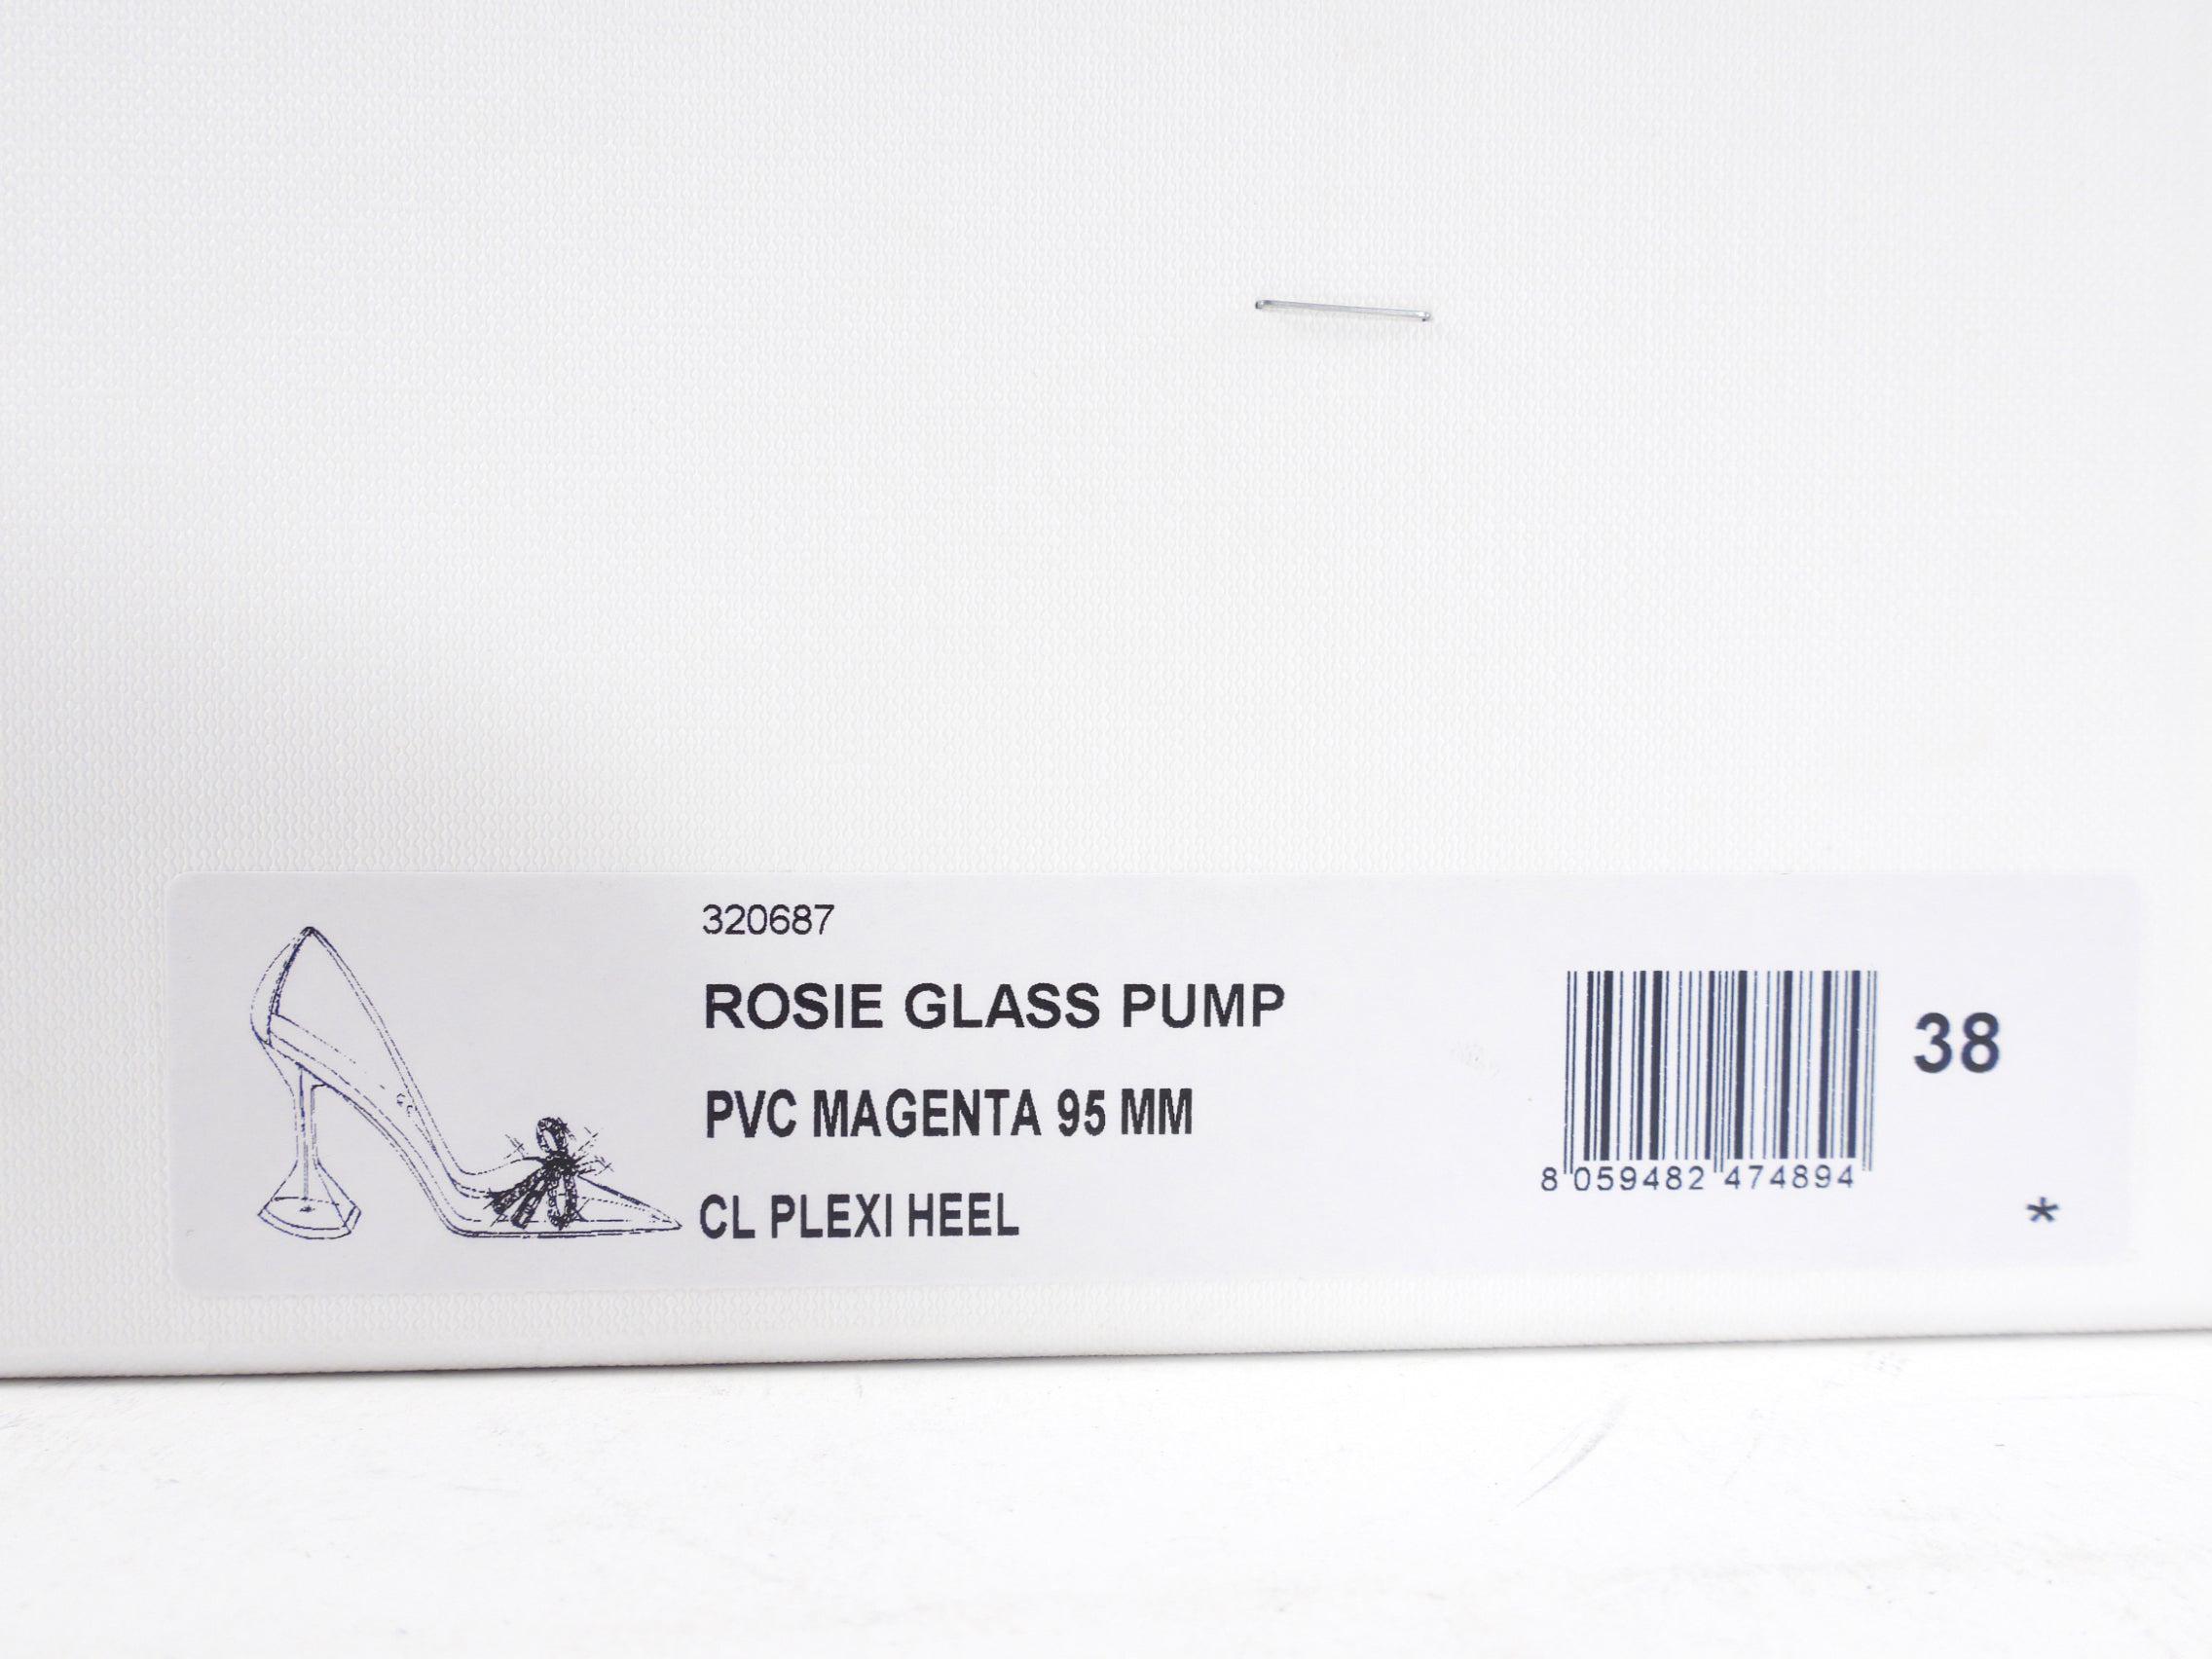 320687
ROSIE GLASS PUMP
PVC MAGENTA 95 MM
CL PLEXI HEEL
8 059482 474894
38
*